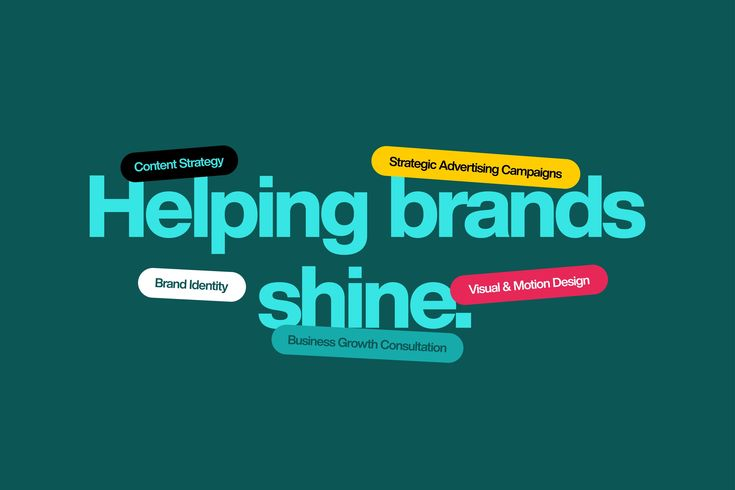 Content Strategy
Strategic Advertising Campaigns
Helping brands
Brand Identity
shine.
Visual & Motion Design
Business Growth Consultation